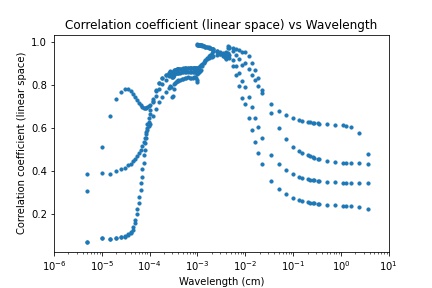 Correlation coefficient (linear space) vs Wavelength
Correlation coefficient (linear space)
1.0
0.8
0.6
0.4
0.2
10⁻⁶ 10⁻⁵ 10⁻⁴ 10⁻³ 10⁻² 10⁻¹ 10⁰ 10¹
Wavelength (cm)